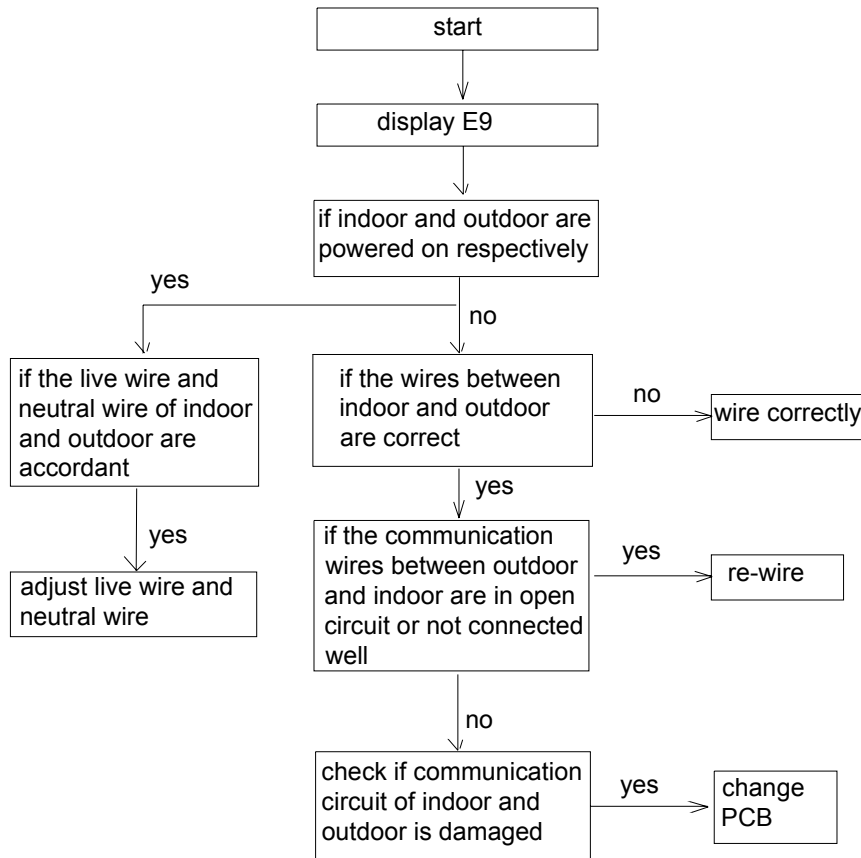 start
display E9
if indoor and outdoor are
powered on respectively
yes
no
if the live wire and
neutral wire of indoor
and outdoor are
accordant
if the wires between
indoor and outdoor
are correct
no
wire correctly
yes
yes
adjust live wire and
neutral wire
if the communication
wires between outdoor
and indoor are in open
circuit or not connected
well
yes
re-wire
no
check if communication
circuit of indoor and
outdoor is damaged
yes
change
PCB